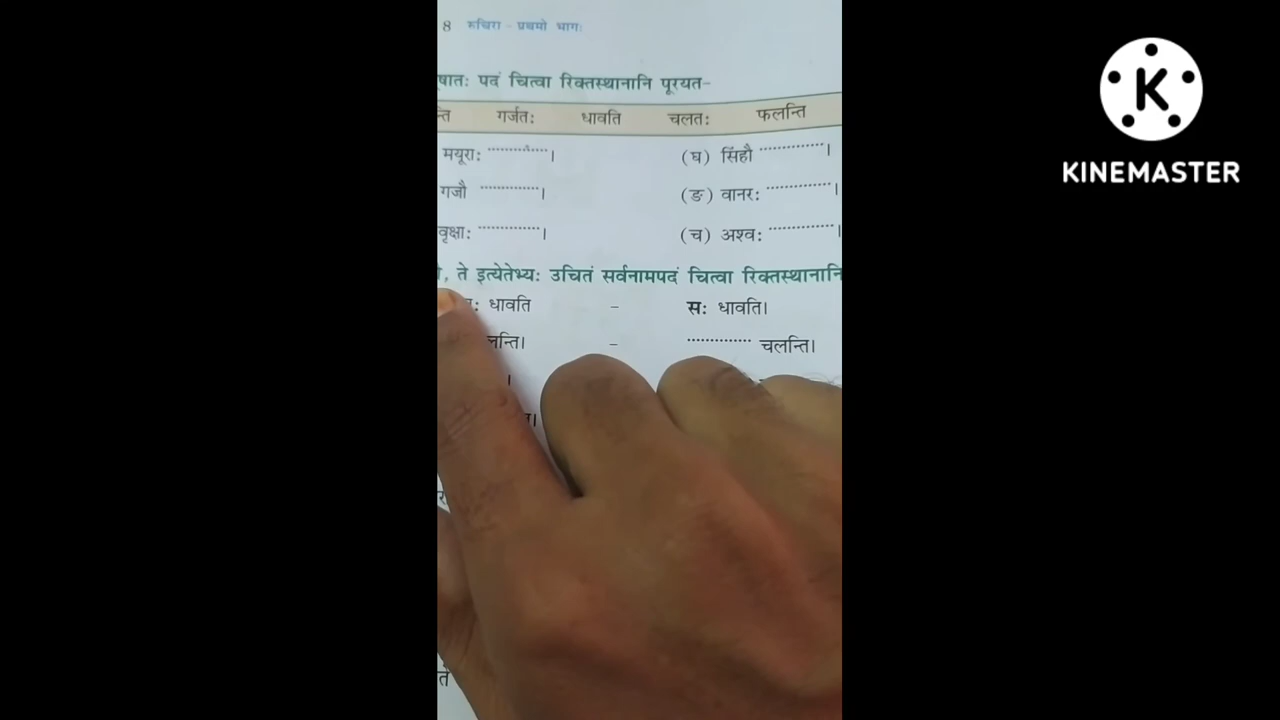 8 रुचिरा - प्रथमो भागः
पदं चित्वा रिक्तस्थानानि पूरयत-
गर्जतः धावति चलतः फलन्ति
मयूराः ..............। (घ) सिंहौ ..............।
गजौ ..............। (ङ) वानरः ..............।
वृक्षाः ..............। (च) अश्वः ..............।
ते इत्येतेभ्यः उचितं सर्वनामपदं चित्वा रिक्तस्थानानि
धावति - सः धावति।
- .............. चलन्ति।
K
KINEMASTER